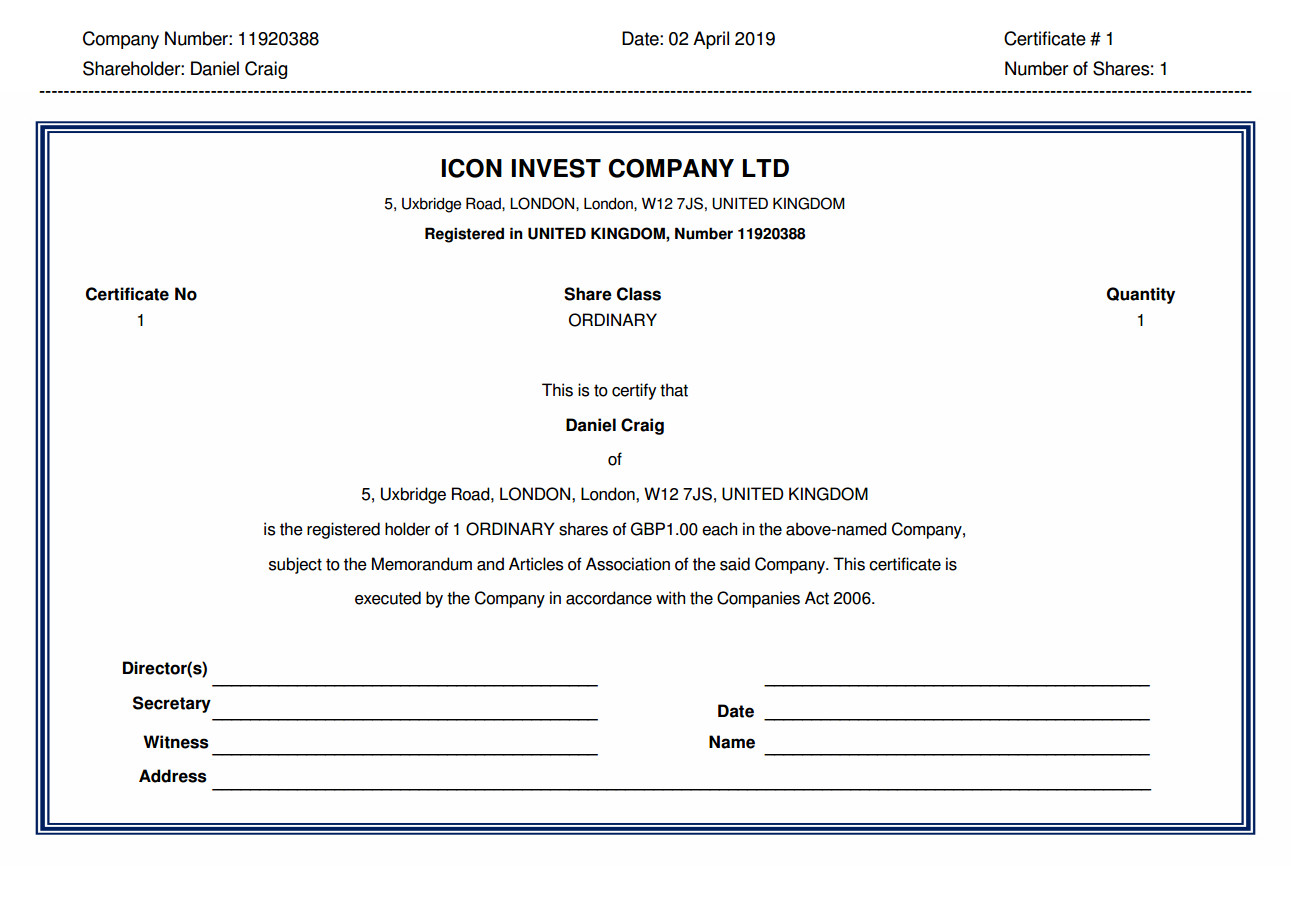 Company Number: 11920388 Date: 02 April 2019 Certificate # 1
Shareholder: Daniel Craig Number of Shares: 1
ICON INVEST COMPANY LTD
5, Uxbridge Road, LONDON, London, W12 7JS, UNITED KINGDOM
Registered in UNITED KINGDOM, Number 11920388
Certificate No Share Class Quantity
1 ORDINARY 1
This is to certify that
Daniel Craig
of
5, Uxbridge Road, LONDON, London, W12 7JS, UNITED KINGDOM
is the registered holder of 1 ORDINARY shares of GBP1.00 each in the above-named Company,
subject to the Memorandum and Articles of Association of the said Company. This certificate is
executed by the Company in accordance with the Companies Act 2006.
Director(s)
Secretary Date
Witness Name
Address